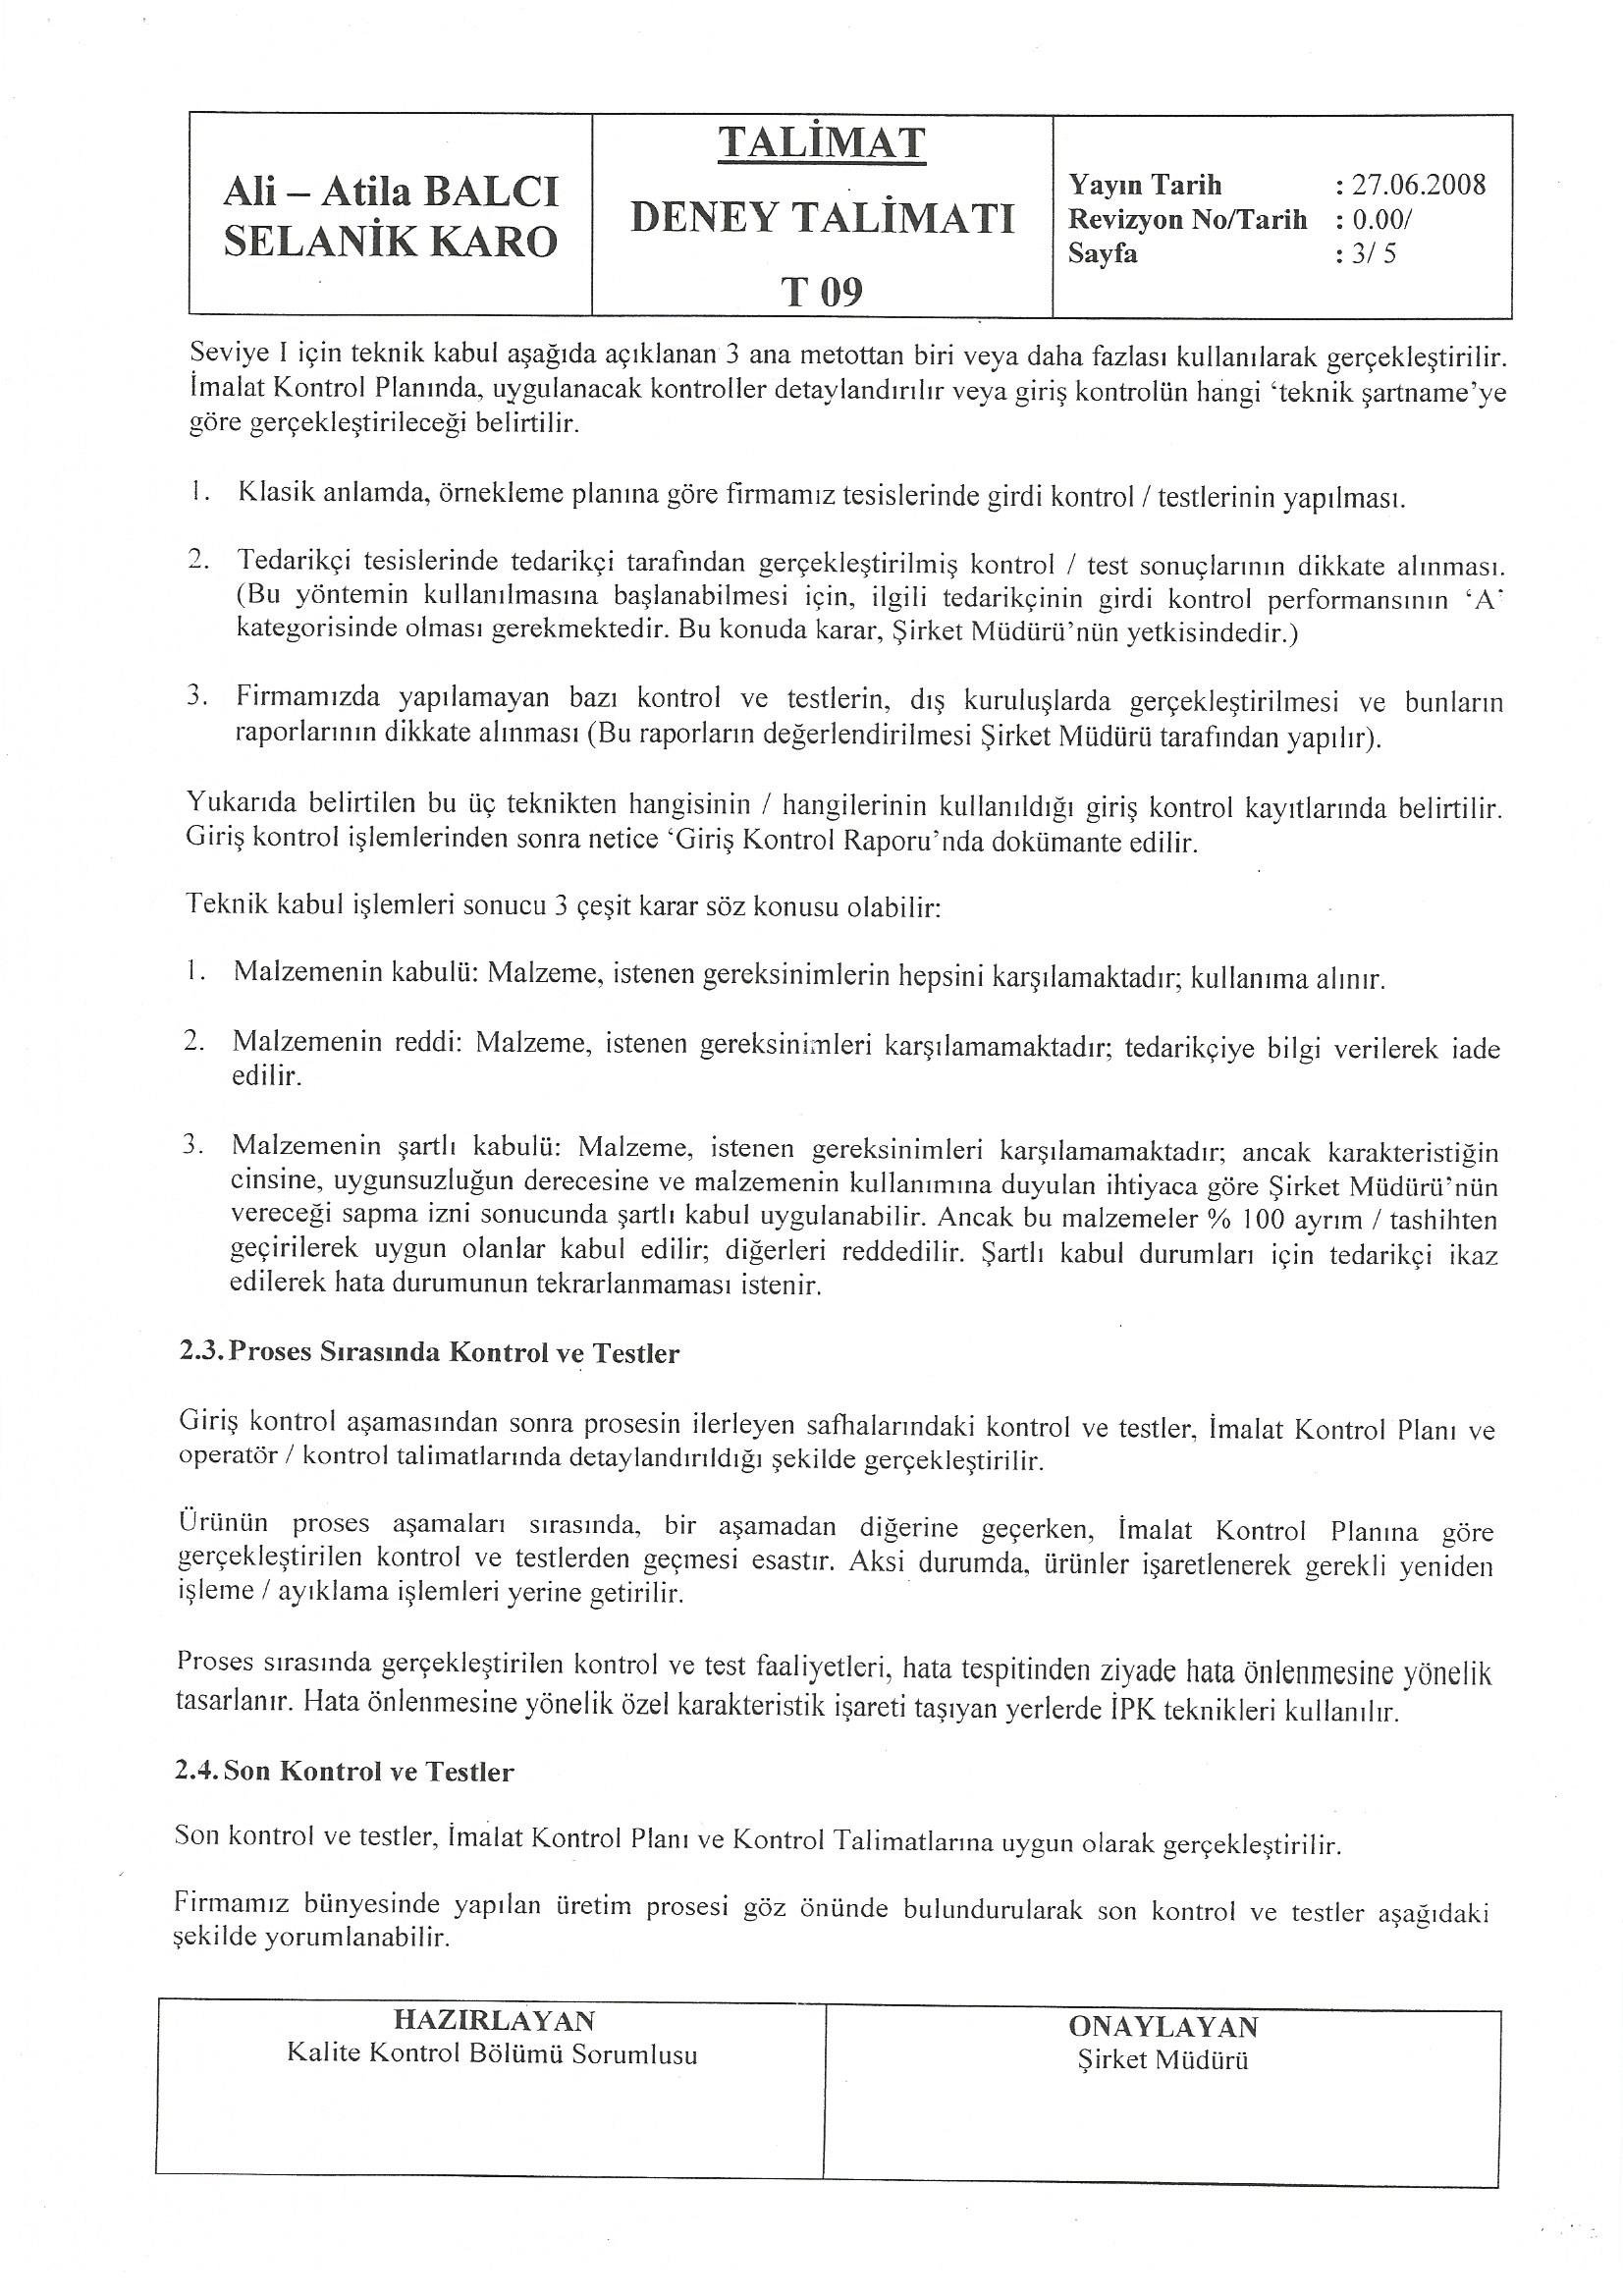 Ali – Atila BALCI
SELANİK KARO
TALİMAT
DENEY TALİMATI
T 09
Yayın Tarih : 27.06.2008
Revizyon No/Tarih : 0.00/
Sayfa : 3/ 5
Seviye I için teknik kabul aşağıda açıklanan 3 ana metottan biri veya daha fazlası kullanılarak gerçekleştirilir.
İmalat Kontrol Planında, uygulanacak kontroller detaylandırılır veya giriş kontrolün hangi ‘teknik şartname’ye
göre gerçekleştirileceği belirtilir.
1. Klasik anlamda, örnekleme planına göre firmamız tesislerinde girdi kontrol / testlerinin yapılması.
2. Tedarikçi tesislerinde tedarikçi tarafından gerçekleştirilmiş kontrol / test sonuçlarının dikkate alınması.
(Bu yöntemin kullanılmasına başlanabilmesi için, ilgili tedarikçinin girdi kontrol performansının ‘A’
kategorisinde olması gerekmektedir. Bu konuda karar, Şirket Müdürü’nün yetkisindedir.)
3. Firmamızda yapılamayan bazı kontrol ve testlerin, dış kuruluşlarda gerçekleştirilmesi ve bunların
raporlarının dikkate alınması (Bu raporların değerlendirilmesi Şirket Müdürü tarafından yapılır).
Yukarıda belirtilen bu üç teknikten hangisinin / hangilerinin kullanıldığı giriş kontrol kayıtlarında belirtilir.
Giriş kontrol işlemlerinden sonra netice ‘Giriş Kontrol Raporu’nda dokümante edilir.
Teknik kabul işlemleri sonucu 3 çeşit karar söz konusu olabilir:
1. Malzemenin kabulü: Malzeme, istenen gereksinimlerin hepsini karşılamaktadır; kullanıma alınır.
2. Malzemenin reddi: Malzeme, istenen gereksinimleri karşılamamaktadır; tedarikçiye bilgi verilerek iade
edilir.
3. Malzemenin şartlı kabulü: Malzeme, istenen gereksinimleri karşılamamaktadır; ancak karakteristiğin
cinsine, uygunsuzluğun derecesine ve malzemenin kullanımına duyulan ihtiyaca göre Şirket Müdürü’nün
vereceği sapma izni sonucunda şartlı kabul uygulanabilir. Ancak bu malzemeler % 100 ayrım / tashihten
geçirilerek uygun olanlar kabul edilir; diğerleri reddedilir. Şartlı kabul durumları için tedarikçi ikaz
edilerek hata durumunun tekrarlanmaması istenir.
2.3. Proses Sırasında Kontrol ve Testler
Giriş kontrol aşamasından sonra prosesin ilerleyen safhalarındaki kontrol ve testler, İmalat Kontrol Planı ve
operatör / kontrol talimatlarında detaylandırıldığı şekilde gerçekleştirilir.
Ürünün proses aşamaları sırasında, bir aşamadan diğerine geçerken, İmalat Kontrol Planına göre
gerçekleştirilen kontrol ve testlerden geçmesi esastır. Aksi durumda, ürünler işaretlenerek gerekli yeniden
işleme / ayıklama işlemleri yerine getirilir.
Proses sırasında gerçekleştirilen kontrol ve test faaliyetleri, hata tespitinden ziyade hata önlenmesine yönelik
tasarlanır. Hata önlenmesine yönelik özel karakteristik işareti taşıyan yerlerde İPK teknikleri kullanılır.
2.4. Son Kontrol ve Testler
Son kontrol ve testler, İmalat Kontrol Planı ve Kontrol Talimatlarına uygun olarak gerçekleştirilir.
Firmamız bünyesinde yapılan üretim prosesi göz önünde bulundurularak son kontrol ve testler aşağıdaki
şekilde yorumlanabilir.
HAZIRLAYAN
Kalite Kontrol Bölümü Sorumlusu
ONAYLAYAN
Şirket Müdürü